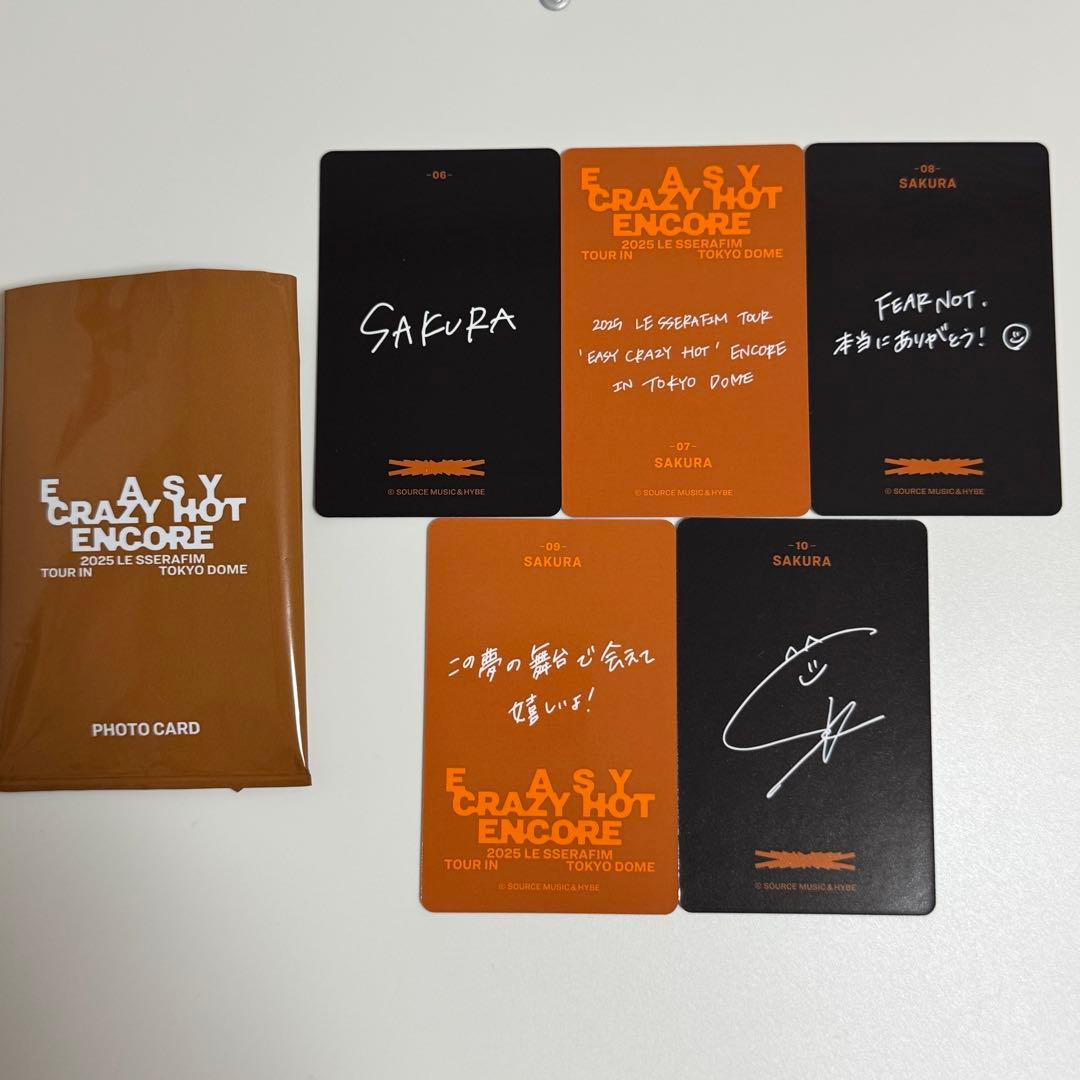 E ASY
CRAZY HOT
ENCORE
2025 LE SSERAFIM
TOUR IN TOKYO DOME
PHOTO CARD
-06-
SAKURA
© SOURCE MUSIC & HYBE
E ASY
CRAZY HOT
ENCORE
2025 LE SSERAFIM
TOUR IN TOKYO DOME
2025 LE SSERAFIM TOUR
'EASY CRAZY HOT' ENCORE
IN TOKYO DOME
-07-
SAKURA
© SOURCE MUSIC & HYBE
-08-
SAKURA
FEARNOT.
本当にありがとう!
© SOURCE MUSIC & HYBE
-09-
SAKURA
この夢の舞台で会えて
嬉しいよ!
E ASY
CRAZY HOT
ENCORE
2025 LE SSERAFIM
TOUR IN TOKYO DOME
© SOURCE MUSIC & HYBE
-10-
SAKURA
© SOURCE MUSIC & HYBE